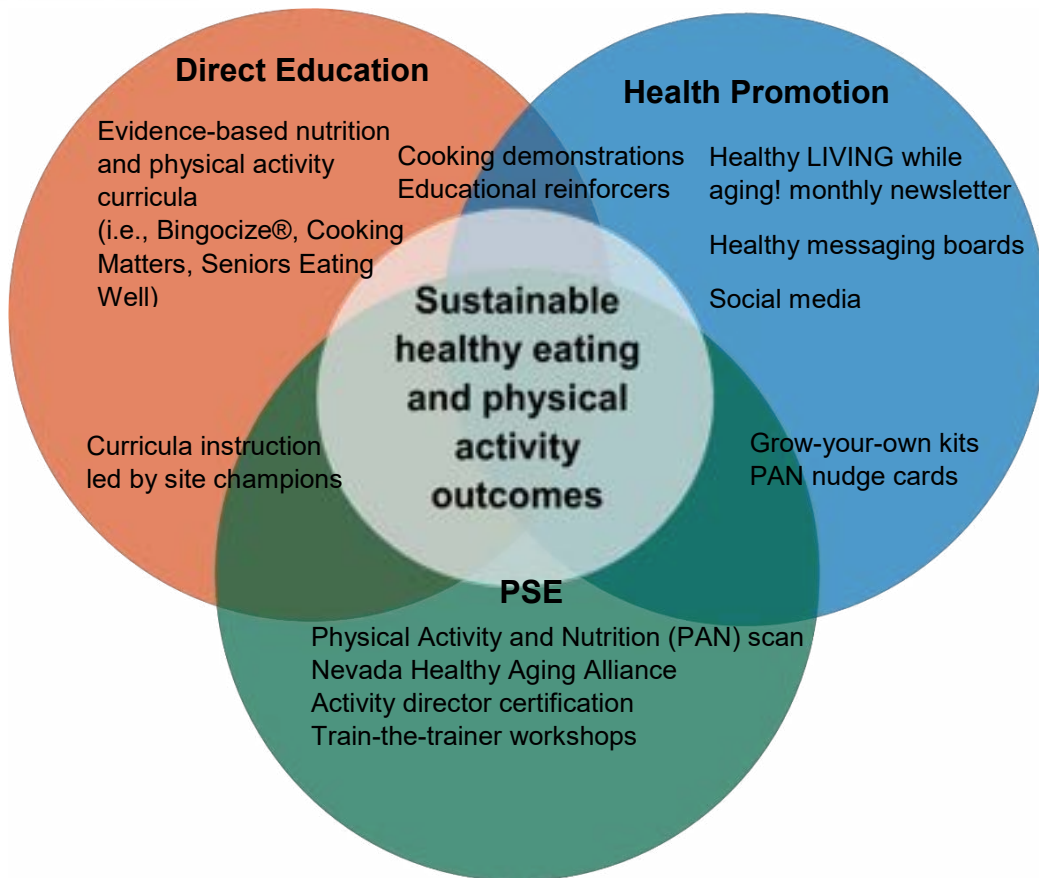 Direct Education
Evidence-based nutrition
and physical activity
curricula
(i.e., Bingocize®, Cooking
Matters, Seniors Eating
Well)
Cooking demonstrations
Educational reinforcers
Health Promotion
Healthy LIVING while
aging! monthly newsletter
Healthy messaging boards
Social media
Sustainable
healthy eating
and physical
activity
outcomes
Curricula instruction
led by site champions
Grow-your-own kits
PAN nudge cards
PSE
Physical Activity and Nutrition (PAN) scan
Nevada Healthy Aging Alliance
Activity director certification
Train-the-trainer workshops